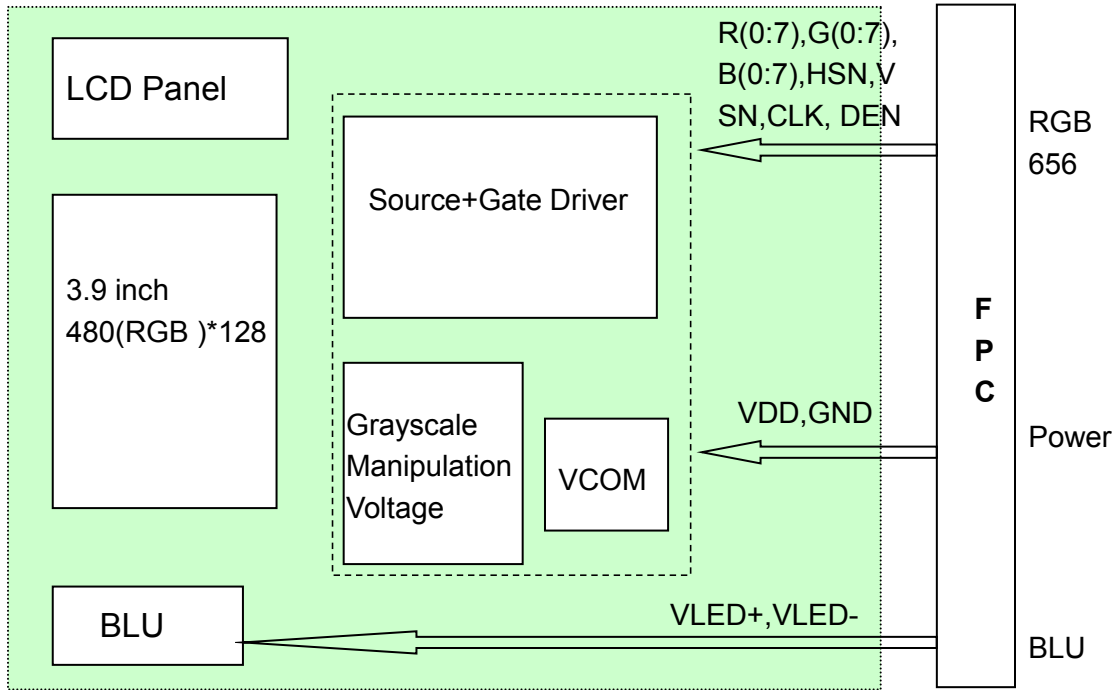 LCD Panel
3.9 inch
480(RGB )*128
BLU
Source+Gate Driver
Grayscale
Manipulation
Voltage
VCOM
R(0:7),G(0:7),
B(0:7),HSN,V
SN,CLK, DEN
VDD,GND
VLED+,VLED-
F
P
C
RGB
656
Power
BLU